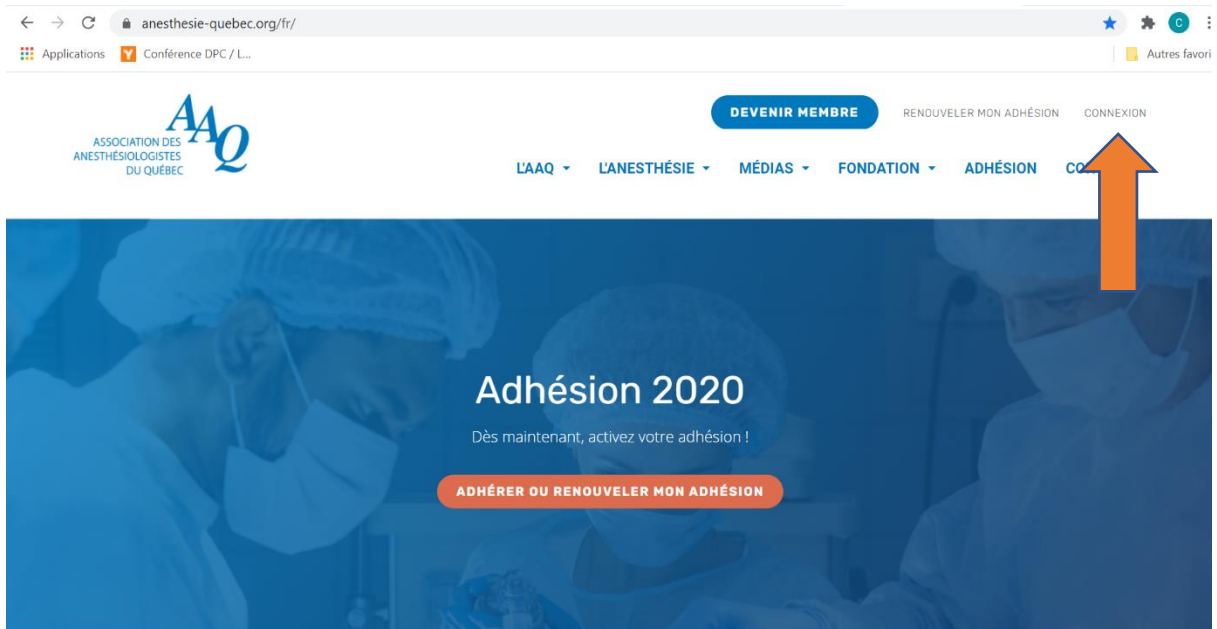 anesthesie-quebec.org/fr/
C
Applications
Y
Conférence DPC / L...
Autres favori
AAQ
ASSOCIATION DES
ANESTHÉSIOLOGISTES
DU QUÉBEC
DEVENIR MEMBRE
RENOUVELER MON ADHÉSION
CONNEXION
L'AAQ
L'ANESTHÉSIE
MÉDIAS
FONDATION
ADHÉSION
Adhésion 2020
Dès maintenant, activez votre adhésion !
ADHÉRER OU RENOUVELER MON ADHÉSION